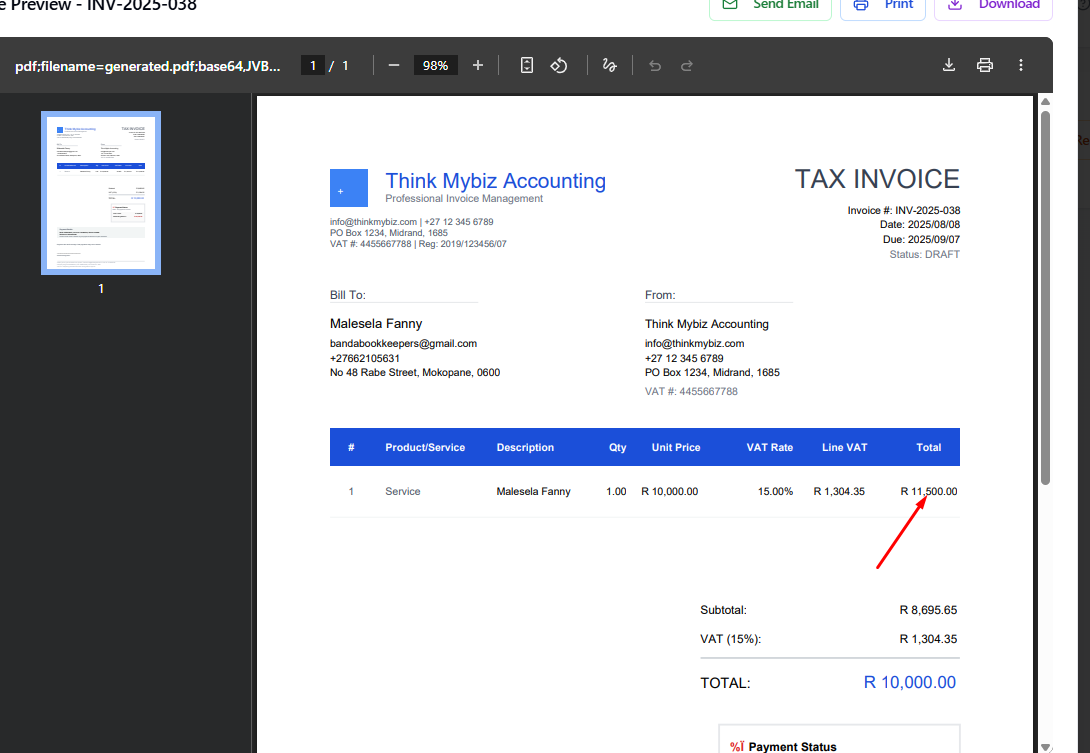 e Preview - INV-2025-038
Send Email
Print
Download
pdf;filename=generated.pdf;base64,JVB...
1 / 1
98%
1
Think Mybiz Accounting
Professional Invoice Management
info@thinkmybiz.com | +27 12 345 6789
PO Box 1234, Midrand, 1685
VAT #: 4455667788 | Reg: 2019/123456/07
TAX INVOICE
Invoice #: INV-2025-038
Date: 2025/08/08
Due: 2025/09/07
Status: DRAFT
Bill To:
Malesela Fanny
bandabookkeepers@gmail.com
+27662105631
No 48 Rabe Street, Mokopane, 0600
From:
Think Mybiz Accounting
info@thinkmybiz.com
+27 12 345 6789
PO Box 1234, Midrand, 1685
VAT #: 4455667788
# Product/Service Description Qty Unit Price VAT Rate Line VAT Total
1 Service Malesela Fanny 1.00 R 10,000.00 15.00% R 1,304.35 R 11,500.00
Subtotal: R 8,695.65
VAT (15%): R 1,304.35
TOTAL: R 10,000.00
%Ï Payment Status
Re